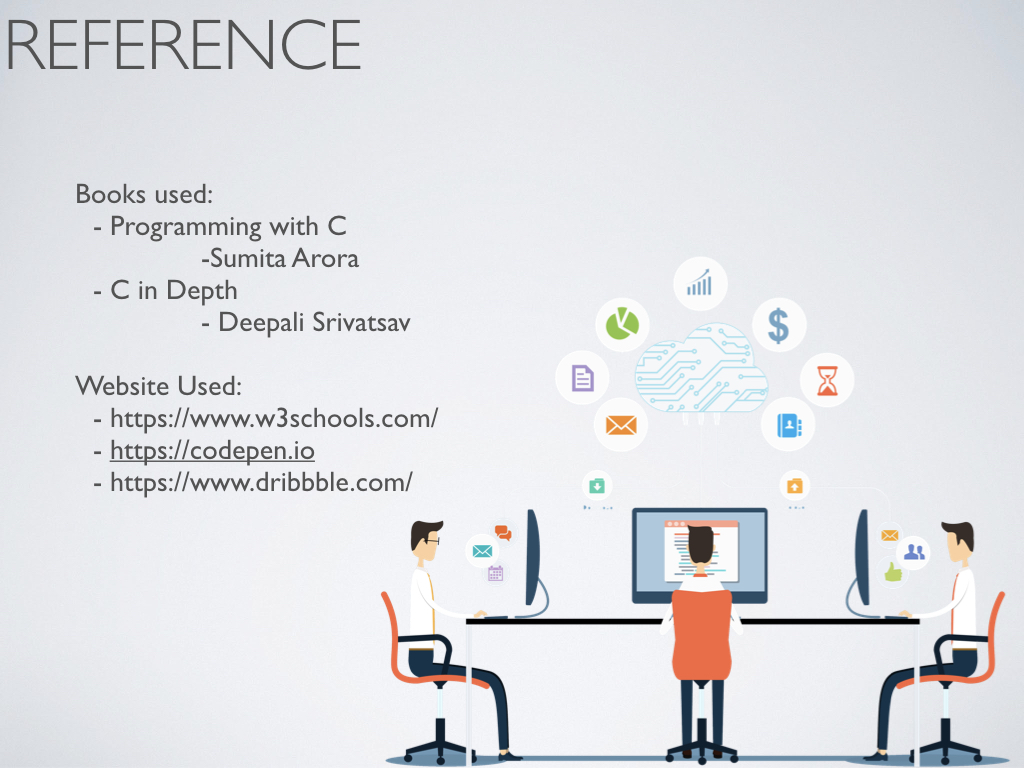 REFERENCE
Books used:
- Programming with C
-Sumita Arora
- C in Depth
- Deepali Srivatsav
Website Used:
- https://www.w3schools.com/
- https://codepen.io
- https://www.dribbble.com/
$